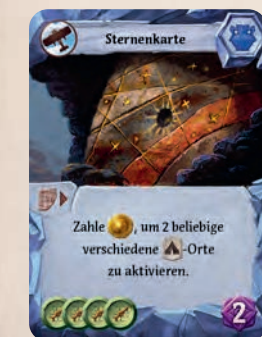 Sternenkarte
Zahle , um 2 beliebige
verschiedene -Orte
zu aktivieren.
2